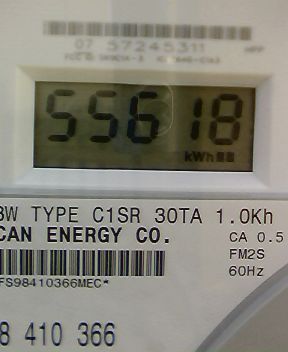 07 57245311
55618
kWh
3W TYPE C1SR 30TA 1.0Kh
CAN ENERGY CO.
CA 0.5
FM2S
60Hz
FS98410366MEC*
8 410 366